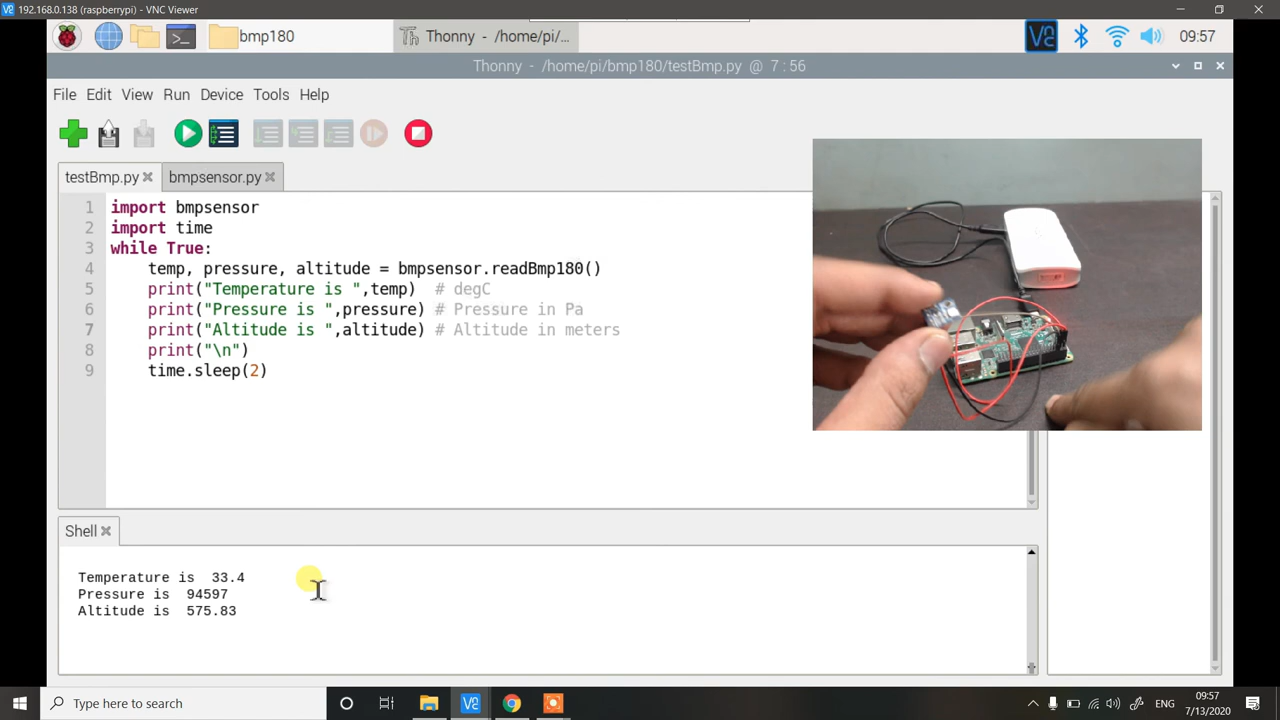 192.168.0.138 (raspberrypi) - VNC Viewer
bmp180
Thonny - /home/pi/...
09:57
Thonny - /home/pi/bmp180/testBmp.py @ 7 : 56
File Edit View Run Device Tools Help
testBmp.py
bmpsensor.py
1 import bmpsensor
2 import time
3 while True:
4 temp, pressure, altitude = bmpsensor.readBmp180()
5 print("Temperature is ",temp) # degC
6 print("Pressure is ",pressure) # Pressure in Pa
7 print("Altitude is ",altitude) # Altitude in meters
8 print("\n")
9 time.sleep(2)
Shell
Temperature is 33.4
Pressure is 94597
Altitude is 575.83
Type here to search
ENG
09:57
7/13/2020